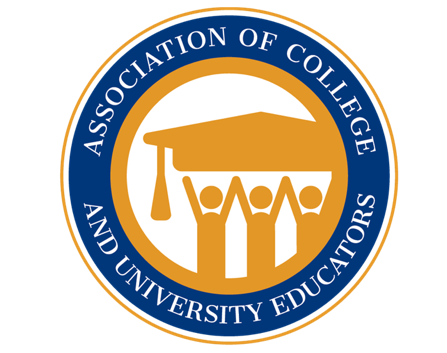 ASSOCIATION OF COLLEGE
AND UNIVERSITY EDUCATORS